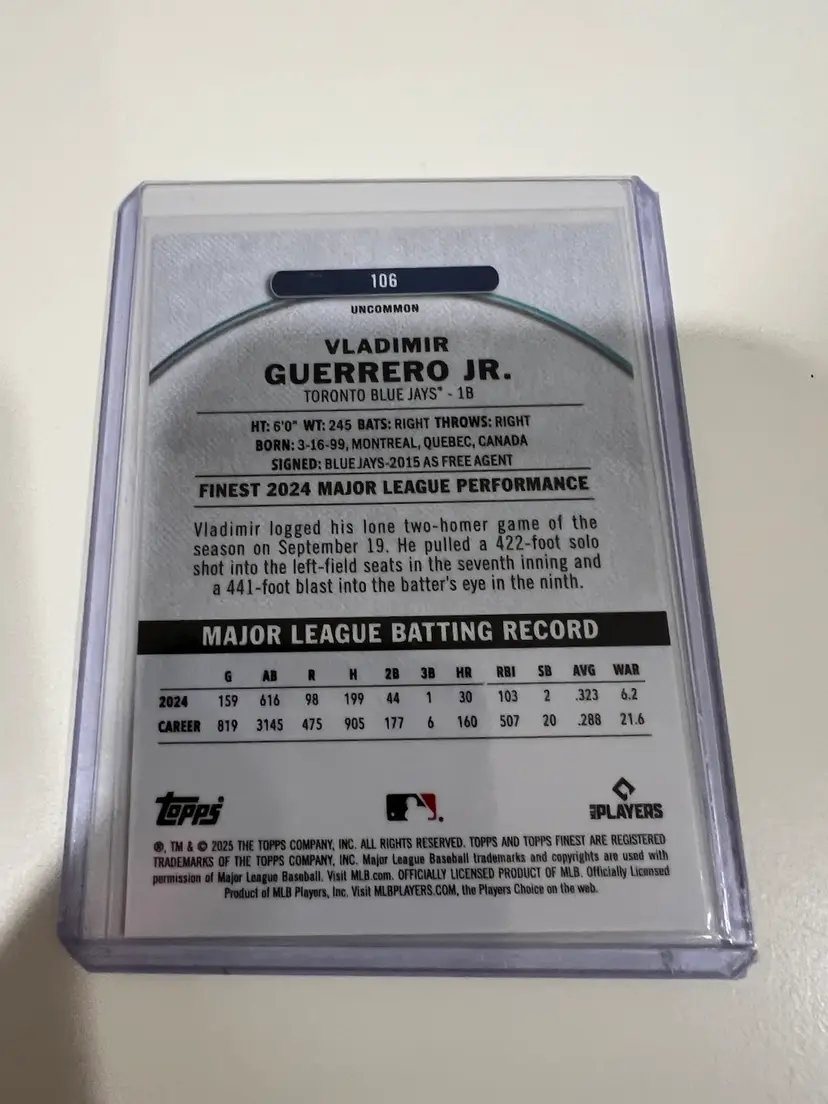 106
UNCOMMON
VLADIMIR
GUERRERO JR.
TORONTO BLUE JAYS® - 1B
HT: 6'0" WT: 245 BATS: RIGHT THROWS: RIGHT
BORN: 3-16-99, MONTREAL, QUEBEC, CANADA
SIGNED: BLUE JAYS-2015 AS FREE AGENT
FINEST 2024 MAJOR LEAGUE PERFORMANCE
Vladimir logged his lone two-homer game of the
season on September 19. He pulled a 422-foot solo
shot into the left-field seats in the seventh inning and
a 441-foot blast into the batter's eye in the ninth.
MAJOR LEAGUE BATTING RECORD
G AB R H 2B 3B HR RBI SB AVG WAR
2024 159 616 98 199 44 1 30 103 2 .323 6.2
CAREER 819 3145 475 905 177 6 160 507 20 .288 21.6
topps
PLAYERS
®, TM & © 2025 THE TOPPS COMPANY, INC. ALL RIGHTS RESERVED. TOPPS AND TOPPS FINEST ARE REGISTERED
TRADEMARKS OF THE TOPPS COMPANY, INC. Major League Baseball trademarks and copyrights are used with
permission of Major League Baseball. Visit MLB.com. OFFICIALLY LICENSED PRODUCT OF MLB. Officially Licensed
Product of MLB Players, Inc. Visit MLBPLAYERS.COM, the Players Choice on the web.